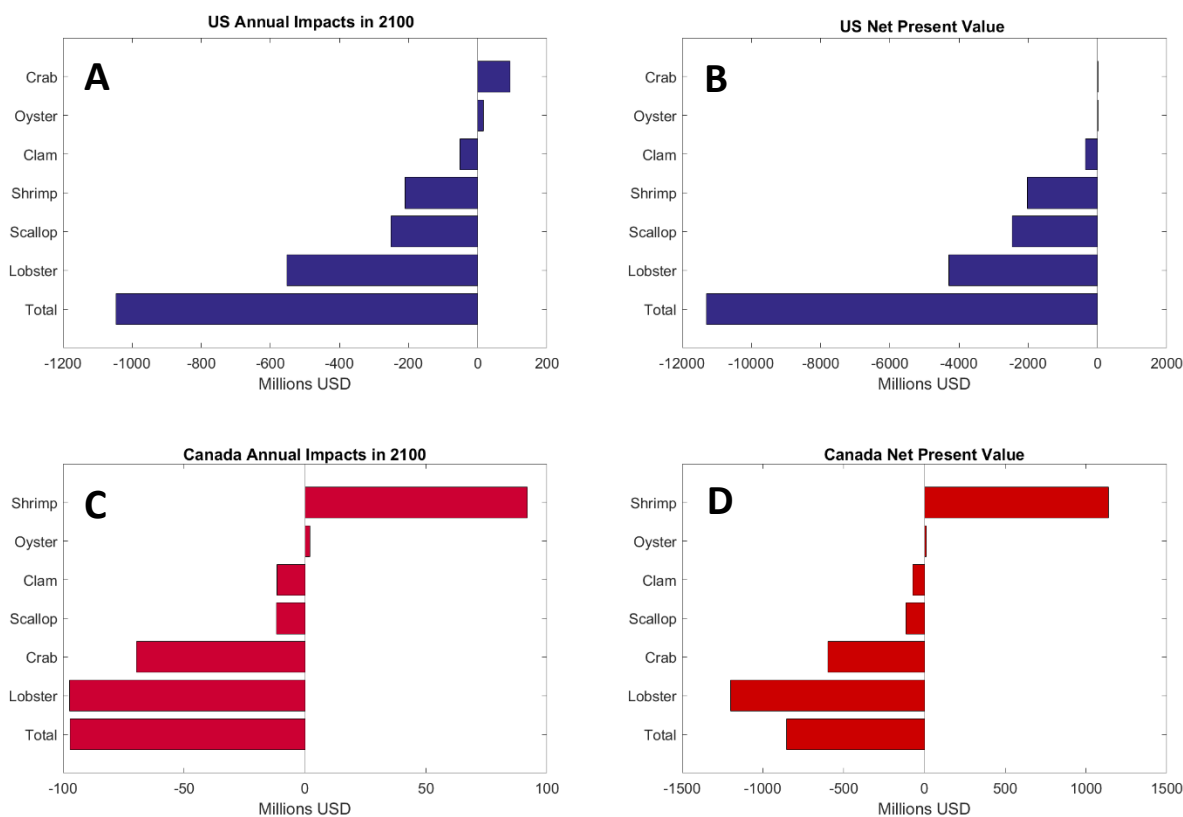 US Annual Impacts in 2100
A
Crab
Oyster
Clam
Shrimp
Scallop
Lobster
Total
-1200 -1000 -800 -600 -400 -200 0 200
Millions USD
US Net Present Value
B
Crab
Oyster
Clam
Shrimp
Scallop
Lobster
Total
-12000 -10000 -8000 -6000 -4000 -2000 0 2000
Millions USD
Canada Annual Impacts in 2100
C
Shrimp
Oyster
Clam
Scallop
Crab
Lobster
Total
-100 -50 0 50 100
Millions USD
Canada Net Present Value
D
Shrimp
Oyster
Clam
Scallop
Crab
Lobster
Total
-1500 -1000 -500 0 500 1000 1500
Millions USD